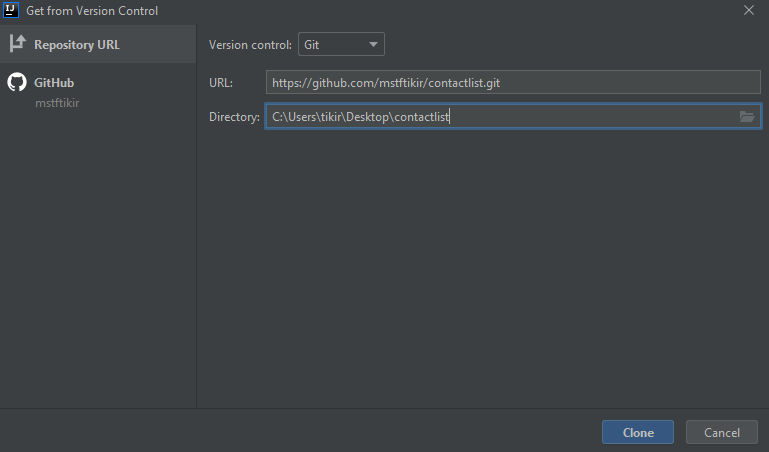 IJ Get from Version Control
Repository URL
GitHub
mstftikir
Version control: Git
URL: https://github.com/mstftikir/contactlist.git
Directory: C:\Users\tikir\Desktop\contactlist
Clone Cancel